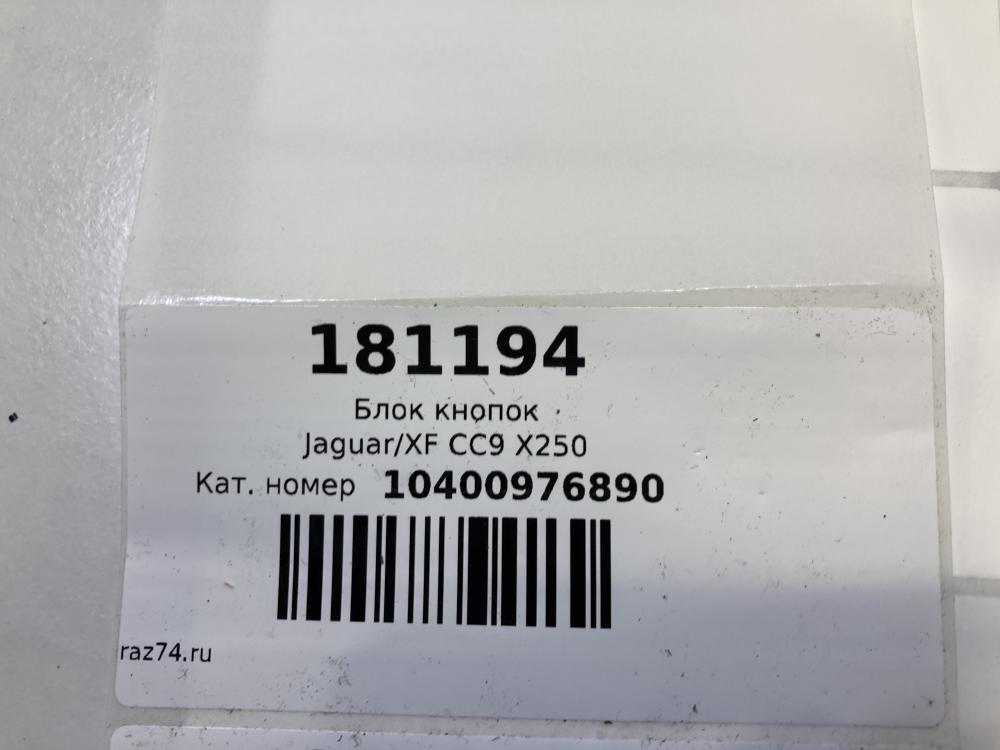 181194
Блок кнопок
Jaguar/XF CC9 X250
Кат. номер 10400976890
raz74.ru